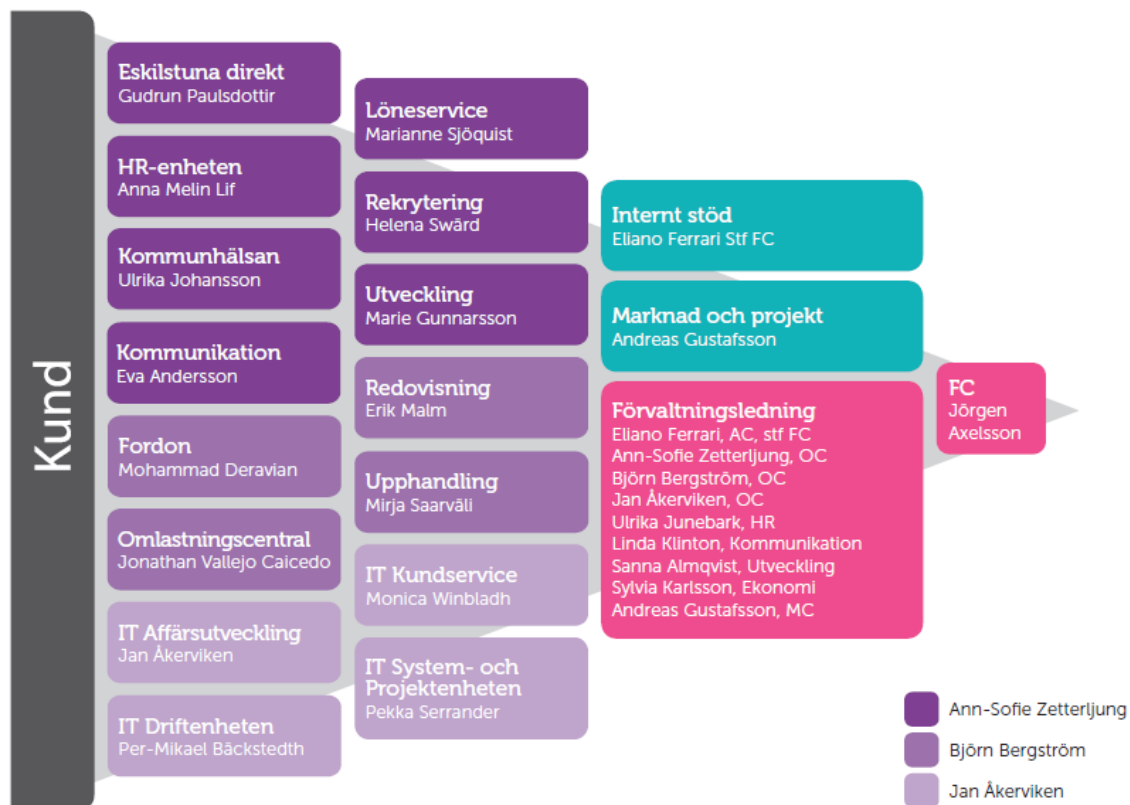 Kund
Eskilstuna direkt
Gudrun Paulsdottir
HR-enheten
Anna Melin Lif
Kommunhälsan
Ulrika Johansson
Kommunikation
Eva Andersson
Fordon
Mohammad Deravian
Omlastningscentral
Jonathan Vallejo Caicedo
IT Affärsutveckling
Jan Åkerviken
IT Driftenheten
Per-Mikael Bäckstedth
Löneservice
Marianne Sjöquist
Rekrytering
Helena Swärd
Utveckling
Marie Gunnarsson
Redovisning
Erik Malm
Upphandling
Mirja Saarväli
IT Kundservice
Monica Winbladh
IT System- och
Projektenheten
Pekka Serrander
Internt stöd
Eliano Ferrari Stf FC
Marknad och projekt
Andreas Gustafsson
Förvaltningsledning
Eliano Ferrari, AC, stf FC
Ann-Sofie Zetterljung, OC
Björn Bergström, OC
Jan Åkerviken, OC
Ulrika Junebark, HR
Linda Klinton, Kommunikation
Sanna Almqvist, Utveckling
Sylvia Karlsson, Ekonomi
Andreas Gustafsson, MC
FC
Jörgen
Axelsson
Ann-Sofie Zetterljung
Björn Bergström
Jan Åkerviken